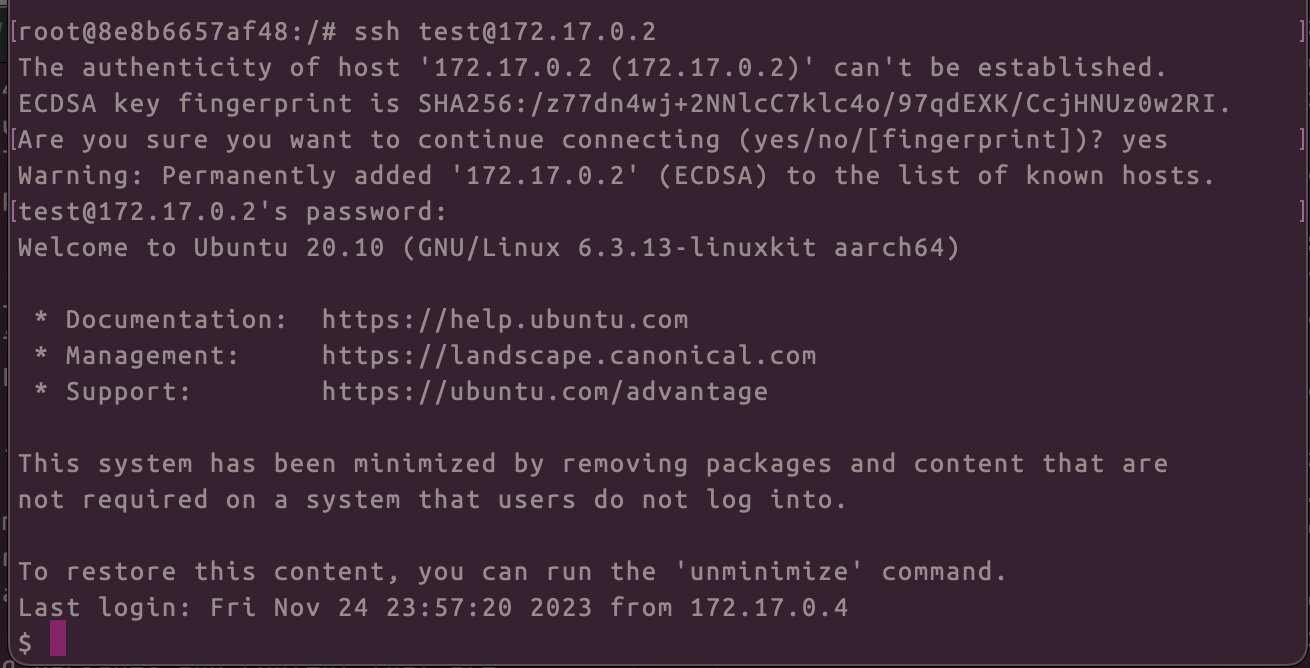 [root@8e8b6657af48:/# ssh test@172.17.0.2 ]
The authenticity of host '172.17.0.2 (172.17.0.2)' can't be established.
ECDSA key fingerprint is SHA256:/z77dn4wj+2NNlcC7klc4o/97qdEXK/CcjHNUz0w2RI.
[Are you sure you want to continue connecting (yes/no/[fingerprint])? yes ]
Warning: Permanently added '172.17.0.2' (ECDSA) to the list of known hosts.
[test@172.17.0.2's password: ]
Welcome to Ubuntu 20.10 (GNU/Linux 6.3.13-linuxkit aarch64)
* Documentation:  https://help.ubuntu.com
* Management:     https://landscape.canonical.com
* Support:        https://ubuntu.com/advantage
This system has been minimized by removing packages and content that are
not required on a system that users do not log into.
To restore this content, you can run the 'unminimize' command.
Last login: Fri Nov 24 23:57:20 2023 from 172.17.0.4
$